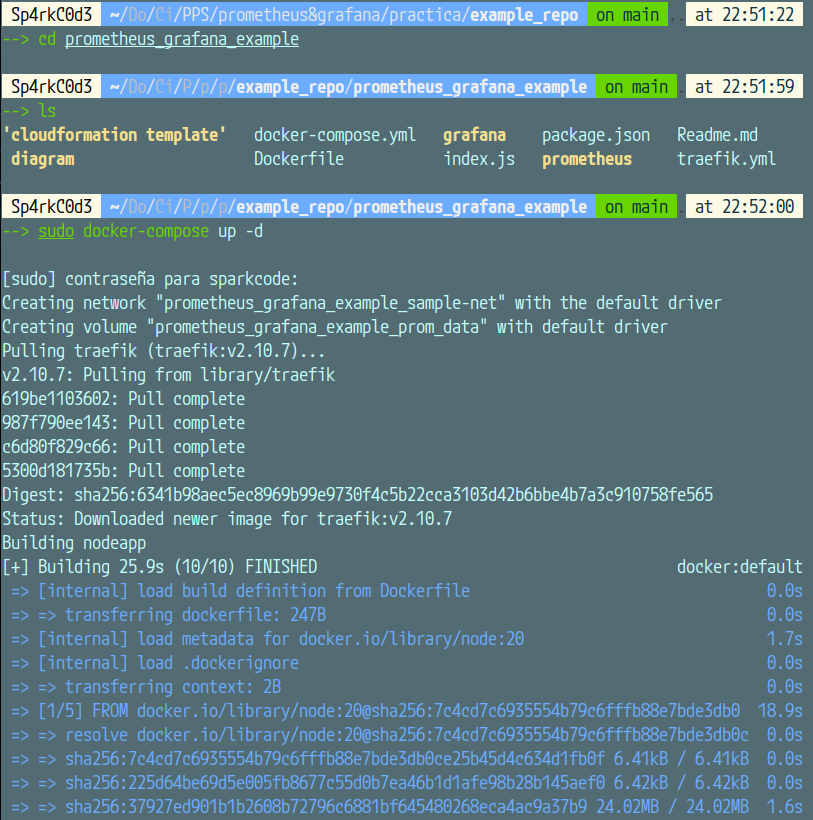 Sp4rkC0d3 ~/Do/Ci/PPS/prometheus&grafana/practica/example_repo on main .. at 22:51:22
--> cd prometheus_grafana_example
Sp4rkC0d3 ~/Do/Ci/P/p/p/example_repo/prometheus_grafana_example on main . at 22:51:59
--> ls
'cloudformation template' docker-compose.yml grafana package.json Readme.md
diagram Dockerfile index.js prometheus traefik.yml
Sp4rkC0d3 ~/Do/Ci/P/p/p/example_repo/prometheus_grafana_example on main . at 22:52:00
--> sudo docker-compose up -d
[sudo] contraseña para sparkcode:
Creating network "prometheus_grafana_example_sample-net" with the default driver
Creating volume "prometheus_grafana_example_prom_data" with default driver
Pulling traefik (traefik:v2.10.7)...
v2.10.7: Pulling from library/traefik
619be1103602: Pull complete
987f790ee143: Pull complete
c6d80f829c66: Pull complete
5300d181735b: Pull complete
Digest: sha256:6341b98aec5ec8969b99e9730f4c5b22cca3103d42b6bbe4b7a3c910758fe565
Status: Downloaded newer image for traefik:v2.10.7
Building nodeapp
[+] Building 25.9s (10/10) FINISHED docker:default
=> [internal] load build definition from Dockerfile 0.0s
=> => transferring dockerfile: 247B 0.0s
=> [internal] load metadata for docker.io/library/node:20 1.7s
=> [internal] load .dockerignore 0.0s
=> => transferring context: 2B 0.0s
=> [1/5] FROM docker.io/library/node:20@sha256:7c4cd7c6935554b79c6fffb88e7bde3db0 18.9s
=> => resolve docker.io/library/node:20@sha256:7c4cd7c6935554b79c6fffb88e7bde3db0c 0.0s
=> => sha256:7c4cd7c6935554b79c6fffb88e7bde3db0ce25b45d4c634d1fb0f 6.41kB / 6.41kB 0.0s
=> => sha256:225d64be69d5e005fb8677c55d0b7ea46b1d1afe98b28b145aef0 6.42kB / 6.42kB 0.0s
=> => sha256:37927ed901b1b2608b72796c6881bf645480268eca4ac9a37b9 24.02MB / 24.02MB 1.6s